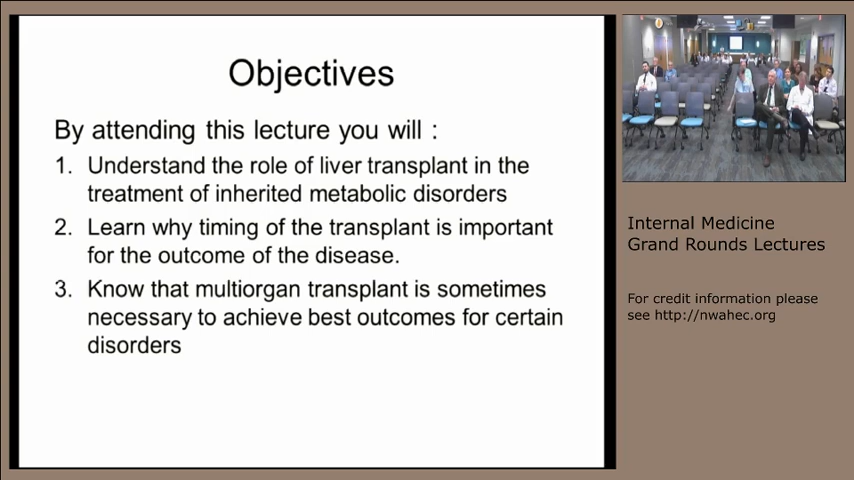 Objectives
By attending this lecture you will :
1. Understand the role of liver transplant in the
treatment of inherited metabolic disorders
2. Learn why timing of the transplant is important
for the outcome of the disease.
3. Know that multiorgan transplant is sometimes
necessary to achieve best outcomes for certain
disorders
Internal Medicine
Grand Rounds Lectures
For credit information please
see http://nwahec.org